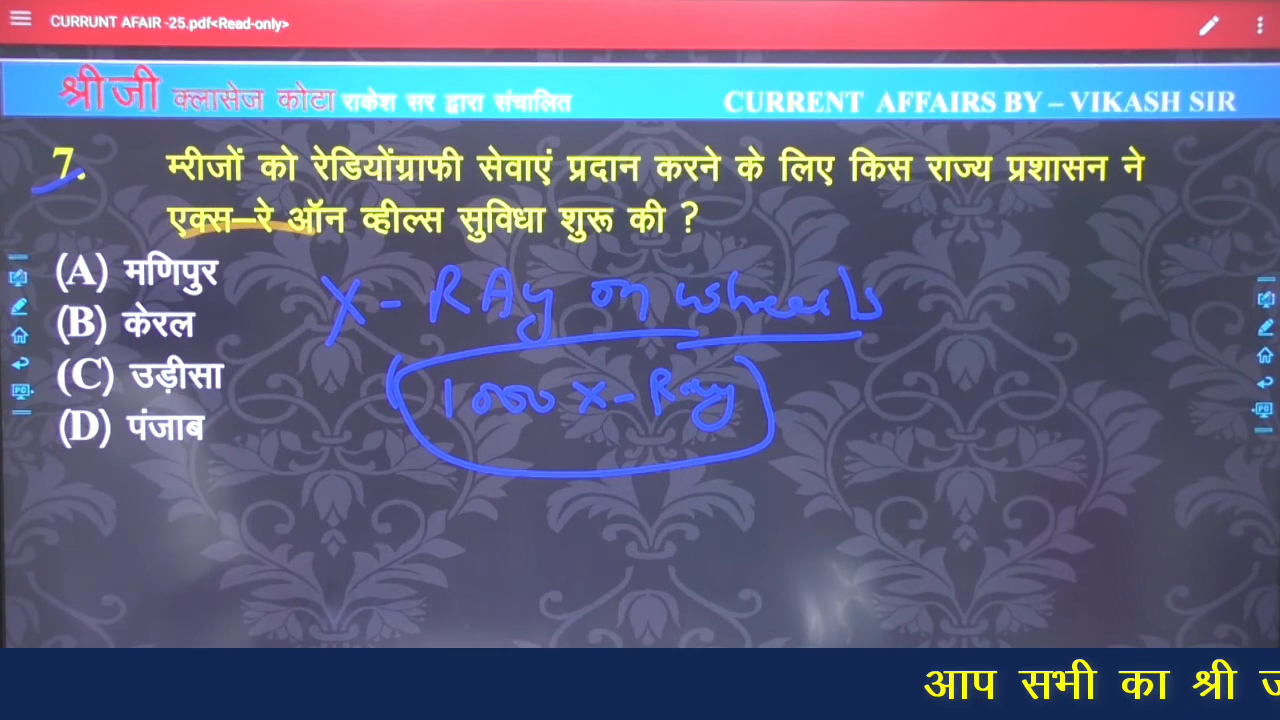 CURRUNT AFAIR -25.pdf<Read-only>
श्रीजी क्लासेज कोटा राकेश सर द्वारा संचालित CURRENT AFFAIRS BY – VIKASH SIR
7. म्रीजों को रेडियोंग्राफी सेवाएं प्रदान करने के लिए किस राज्य प्रशासन ने
एक्स–रे ऑन व्हील्स सुविधा शुरू की ?
(A) मणिपुर
X - RAy on wheels
(B) केरल
(C) उड़ीसा
1000 X - Ray
(D) पंजाब
आप सभी का श्री ज